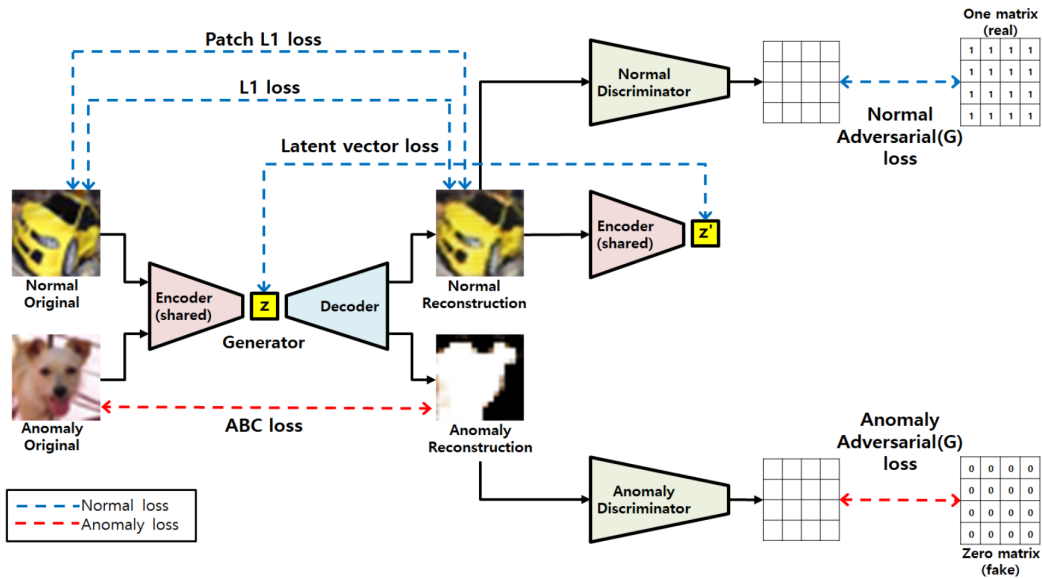 Patch L1 loss
L1 loss
Latent vector loss
Normal
Original
Anomaly
Original
Encoder
(shared)
z
Generator
Decoder
ABC loss
Normal
Reconstruction
Anomaly
Reconstruction
Normal
Discriminator
Encoder
(shared)
z'
Anomaly
Discriminator
Normal
Adversarial(G)
loss
One matrix
(real)
1 1 1 1
1 1 1 1
1 1 1 1
1 1 1 1
Anomaly
Adversarial(G)
loss
0 0 0 0
0 0 0 0
0 0 0 0
0 0 0 0
Zero matrix
(fake)
Normal loss
Anomaly loss